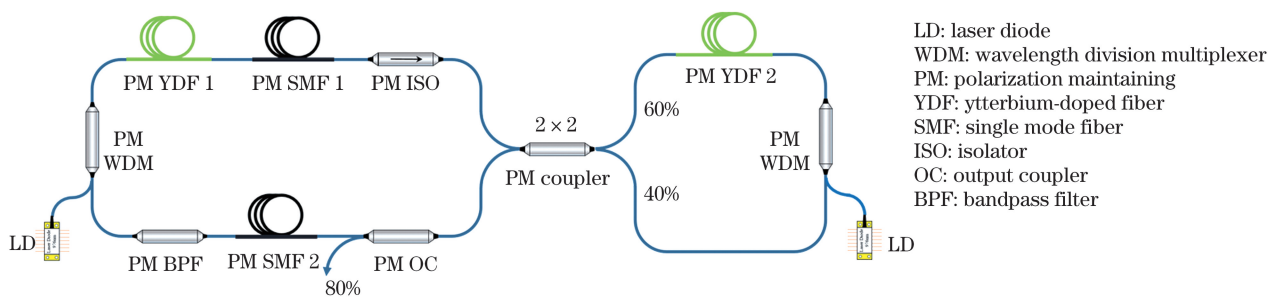 PM YDF 1
PM SMF 1
PM ISO
PM
WDM
LD
PM BPF
PM SMF 2
PM OC
80%
2 × 2
PM coupler
60%
40%
PM YDF 2
PM
WDM
LD
LD: laser diode
WDM: wavelength division multiplexer
PM: polarization maintaining
YDF: ytterbium-doped fiber
SMF: single mode fiber
ISO: isolator
OC: output coupler
BPF: bandpass filter